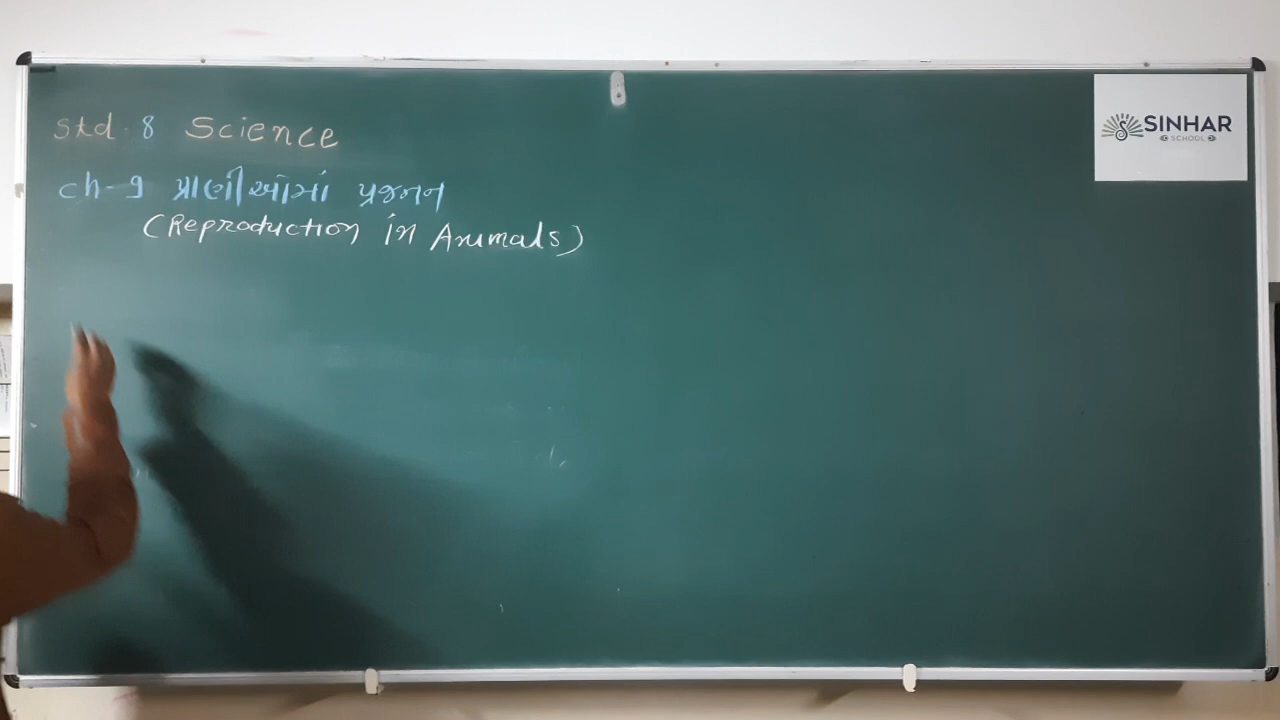 Std. 8 Science
ch-9 પ્રાણીઓમાં પ્રજનન
(Reproduction in Animals)
SINHAR
SCHOOL